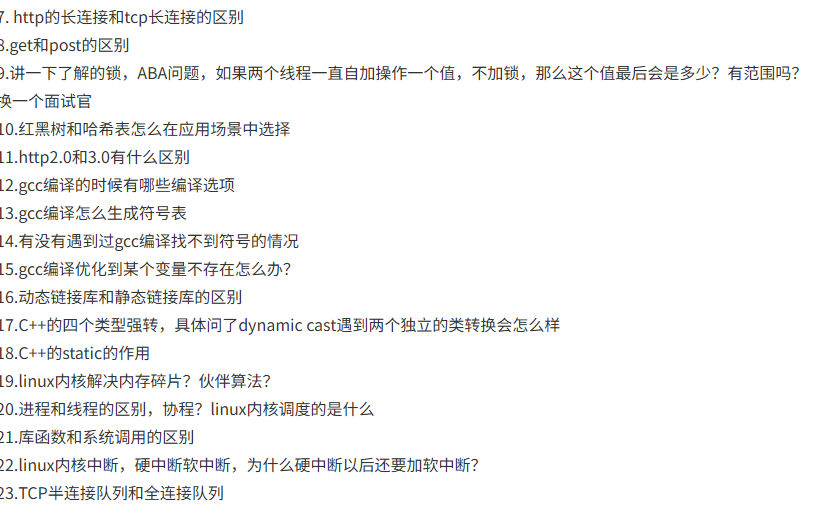 7. http的长连接和tcp长连接的区别
8.get和post的区别
9.讲一下了解的锁，ABA问题，如果两个线程一直自加操作一个值，不加锁，那么这个值最后会是多少？有范围吗？
换一个面试官
10.红黑树和哈希表怎么在应用场景中选择
11.http2.0和3.0有什么区别
12.gcc编译的时候有哪些编译选项
13.gcc编译怎么生成符号表
14.有没有遇到过gcc编译找不到符号的情况
15.gcc编译优化到某个变量不存在怎么办？
16.动态链接库和静态链接库的区别
17.C++的四个类型强转，具体问了dynamic cast遇到两个独立的类转换会怎么样
18.C++的static的作用
19.linux内核解决内存碎片？伙伴算法？
20.进程和线程的区别，协程？linux内核调度的是什么
21.库函数和系统调用的区别
22.linux内核中断，硬中断软中断，为什么硬中断以后还要加软中断？
23.TCP半连接队列和全连接队列